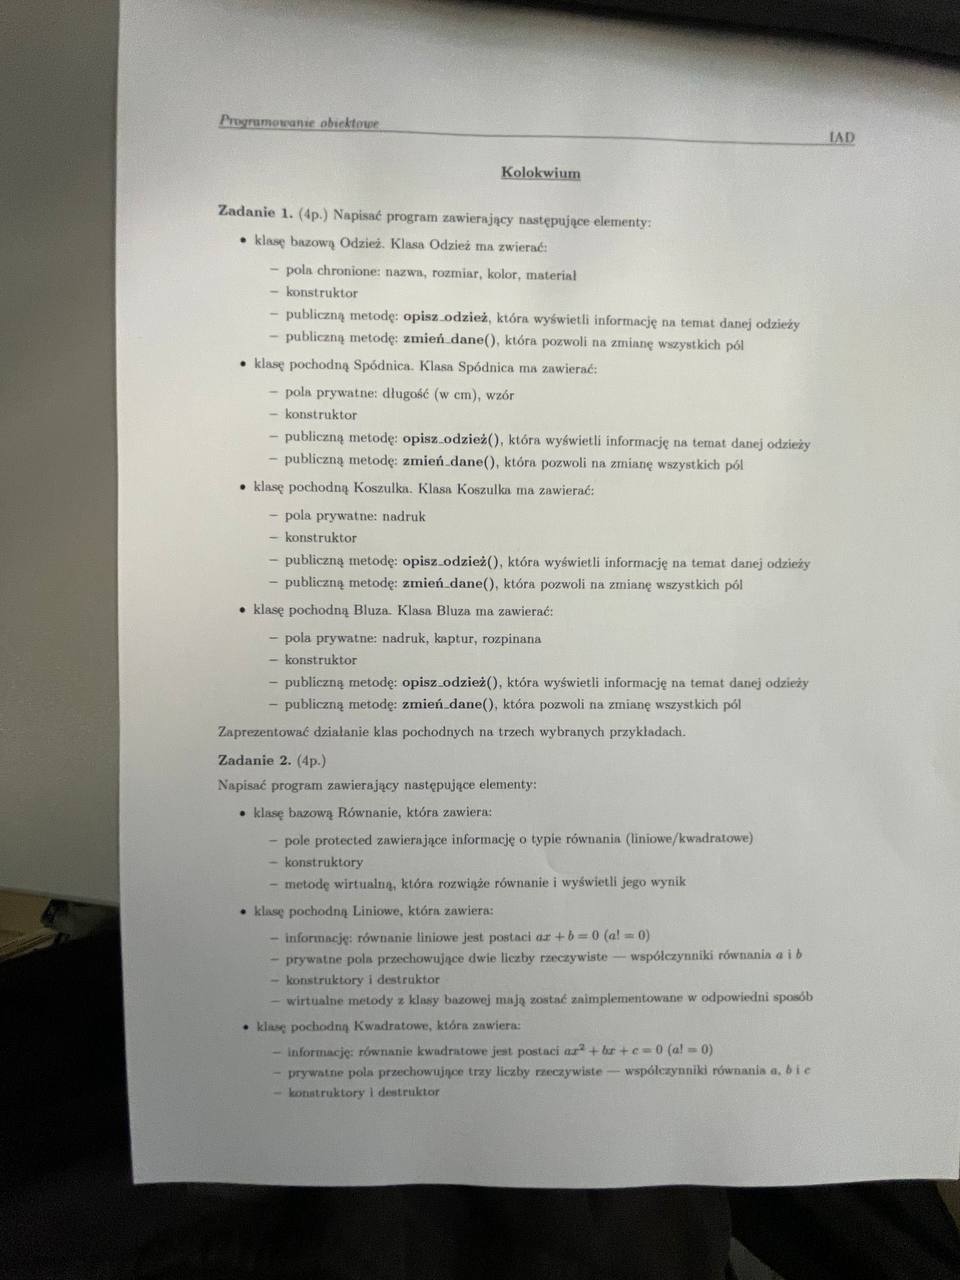 Programowanie obiektowe
IAD
Kolokwium
Zadanie 1. (4p.) Napisać program zawierający następujące elementy:
• klasę bazową Odzież. Klasa Odzież ma zwierać:
– pola chronione: nazwa, rozmiar, kolor, materiał
– konstruktor
– publiczną metodę: opisz_odzież, która wyświetli informację na temat danej odzieży
– publiczną metodę: zmień_dane(), która pozwoli na zmianę wszystkich pól
• klasę pochodną Spódnica. Klasa Spódnica ma zawierać:
– pola prywatne: długość (w cm), wzór
– konstruktor
– publiczną metodę: opisz_odzież(), która wyświetli informację na temat danej odzieży
– publiczną metodę: zmień_dane(), która pozwoli na zmianę wszystkich pól
• klasę pochodną Koszulka. Klasa Koszulka ma zawierać:
– pola prywatne: nadruk
– konstruktor
– publiczną metodę: opisz_odzież(), która wyświetli informację na temat danej odzieży
– publiczną metodę: zmień_dane(), która pozwoli na zmianę wszystkich pól
• klasę pochodną Bluza. Klasa Bluza ma zawierać:
– pola prywatne: nadruk, kaptur, rozpinana
– konstruktor
– publiczną metodę: opisz_odzież(), która wyświetli informację na temat danej odzieży
– publiczną metodę: zmień_dane(), która pozwoli na zmianę wszystkich pól
Zaprezentować działanie klas pochodnych na trzech wybranych przykładach.
Zadanie 2. (4p.)
Napisać program zawierający następujące elementy:
• klasę bazową Równanie, która zawiera:
– pole protected zawierające informację o typie równania (liniowe/kwadratowe)
– konstruktory
– metodę wirtualną, która rozwiąże równanie i wyświetli jego wynik
• klasę pochodną Liniowe, która zawiera:
– informację: równanie liniowe jest postaci ax + b = 0 (a! = 0)
– prywatne pola przechowujące dwie liczby rzeczywiste — współczynniki równania a i b
– konstruktory i destruktor
– wirtualne metody z klasy bazowej mają zostać zaimplementowane w odpowiedni sposób
• klasę pochodną Kwadratowe, która zawiera:
– informację: równanie kwadratowe jest postaci ax² + bx + c = 0 (a! = 0)
– prywatne pola przechowujące trzy liczby rzeczywiste — współczynniki równania a, b i c
– konstruktory i destruktor